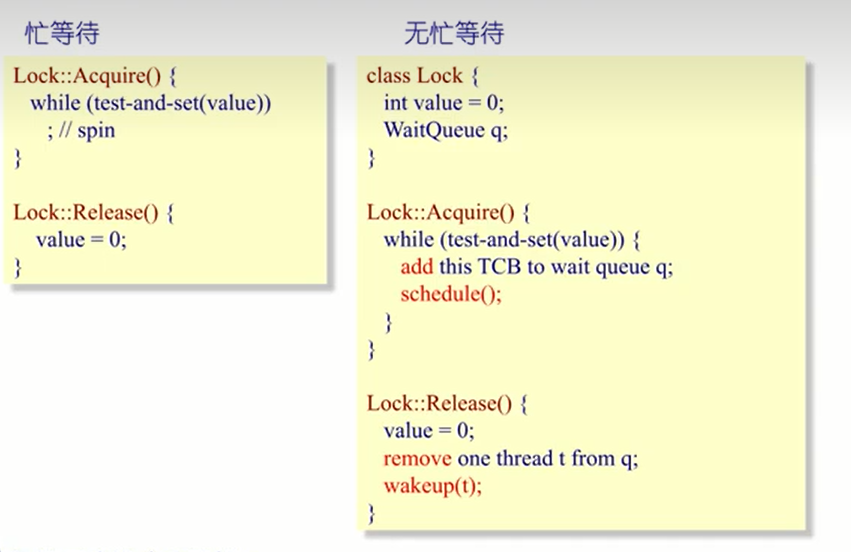 忙等待
Lock::Acquire() {
while (test-and-set(value))
; // spin
}
Lock::Release() {
value = 0;
}
无忙等待
class Lock {
int value = 0;
WaitQueue q;
}
Lock::Acquire() {
while (test-and-set(value)) {
add this TCB to wait queue q;
schedule();
}
}
Lock::Release() {
value = 0;
remove one thread t from q;
wakeup(t);
}